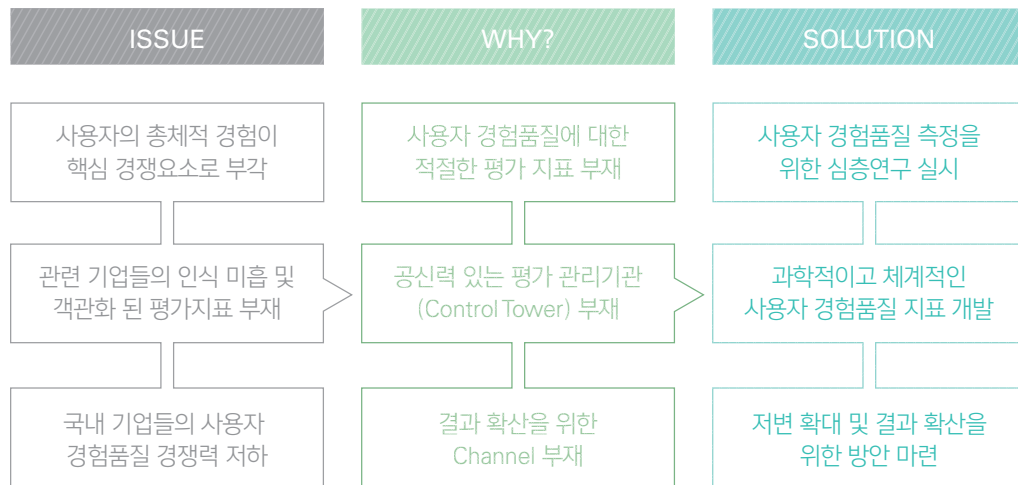 ISSUE
사용자의 총체적 경험이
핵심 경쟁요소로 부각
관련 기업들의 인식 미흡 및
객관화 된 평가지표 부재
국내 기업들의 사용자
경험품질 경쟁력 저하
WHY?
사용자 경험품질에 대한
적절한 평가 지표 부재
공신력 있는 평가 관리기관
(Control Tower) 부재
결과 확산을 위한
Channel 부재
SOLUTION
사용자 경험품질 측정을
위한 심층연구 실시
과학적이고 체계적인
사용자 경험품질 지표 개발
저변 확대 및 결과 확산을
위한 방안 마련